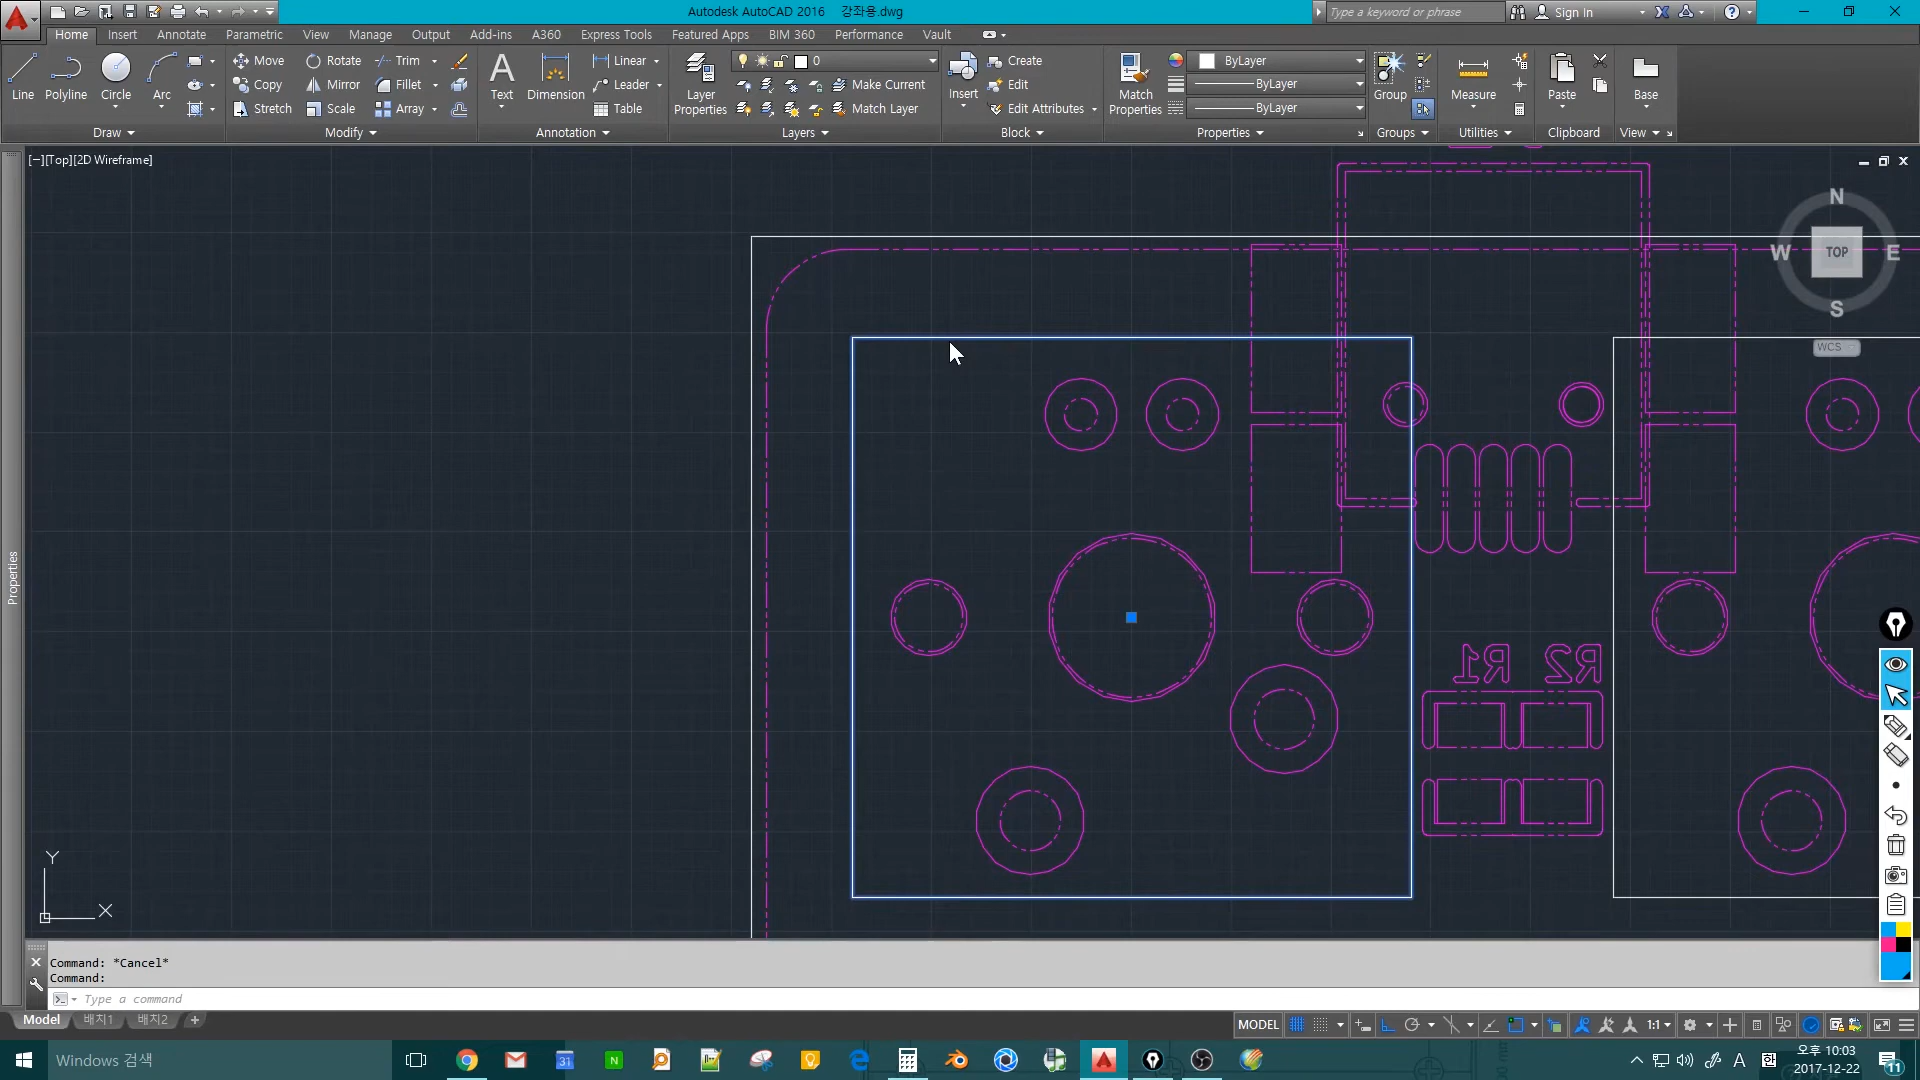 Autodesk AutoCAD 2016 강좌용.dwg
Type a keyword or phrase
Sign In
Home Insert Annotate Parametric View Manage Output Add-ins A360 Express Tools Featured Apps BIM 360 Performance Vault
Line
Polyline
Circle
Arc
Draw
Move
Copy
Stretch
Rotate
Mirror
Scale
Trim
Fillet
Array
Modify
Text
Dimension
Linear
Leader
Table
Annotation
Layer
Properties
0
Make Current
Match Layer
Layers
Insert
Create
Edit
Edit Attributes
Block
Match
Properties
ByLayer
ByLayer
ByLayer
Properties
Group
Groups
Measure
Utilities
Paste
Clipboard
Base
View
[−][Top][2D Wireframe]
N
W
TOP
E
S
WCS
Properties
Y
X
Command: *Cancel*
Command:
Type a command
Model 배치1 배치2
MODEL
1:1
Windows 검색
31
N
A
오후 10:03
2017-12-22
11
R1
R2